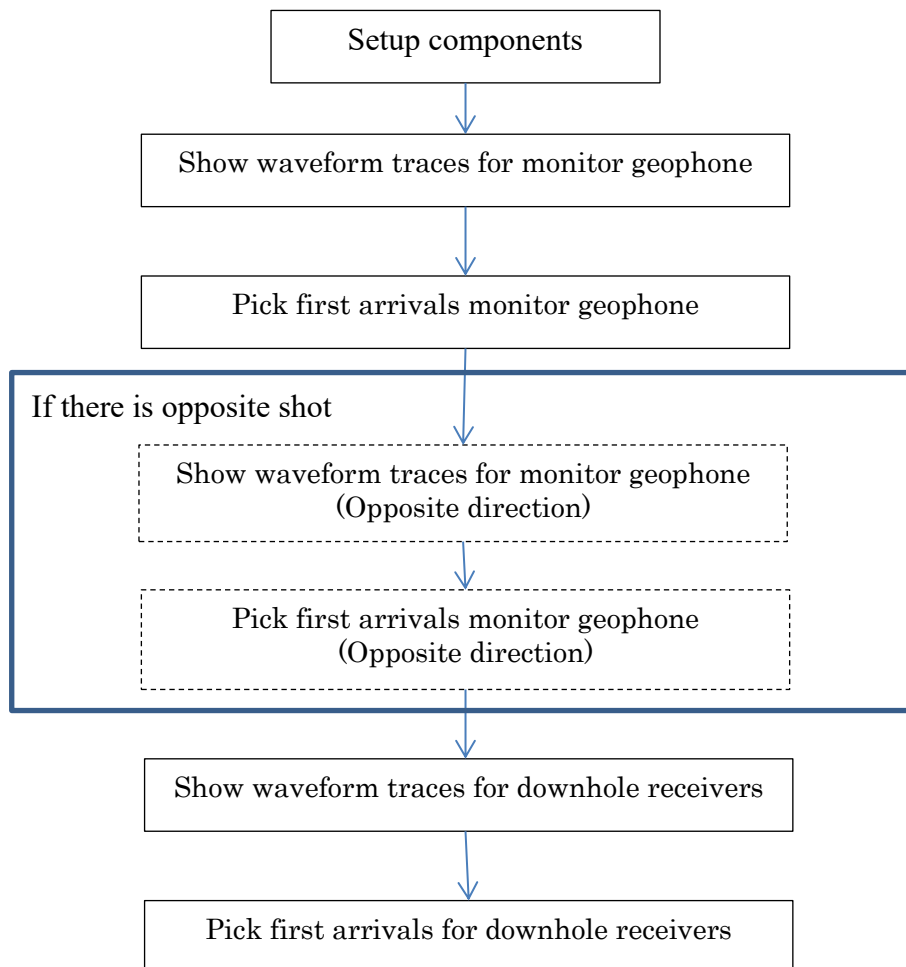 Setup components
Show waveform traces for monitor geophone
Pick first arrivals monitor geophone
If there is opposite shot
Show waveform traces for monitor geophone
(Opposite direction)
Pick first arrivals monitor geophone
(Opposite direction)
Show waveform traces for downhole receivers
Pick first arrivals for downhole receivers